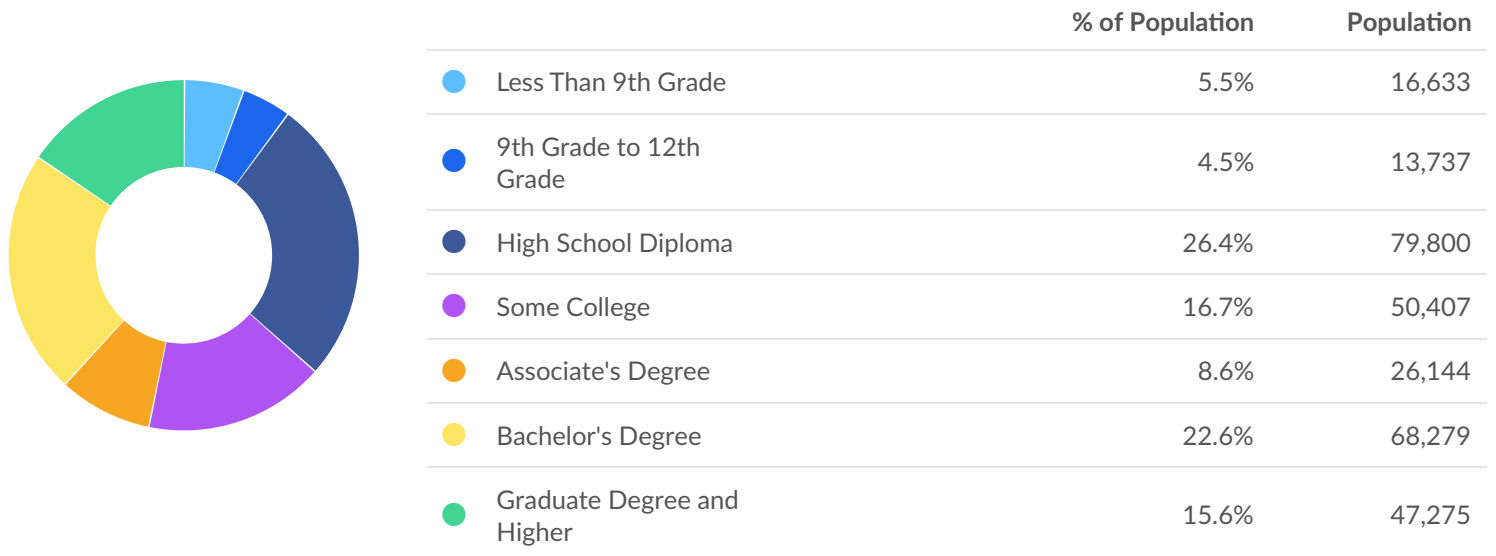 % of Population Population
Less Than 9th Grade 5.5% 16,633
9th Grade to 12th
Grade 4.5% 13,737
High School Diploma 26.4% 79,800
Some College 16.7% 50,407
Associate's Degree 8.6% 26,144
Bachelor's Degree 22.6% 68,279
Graduate Degree and
Higher 15.6% 47,275